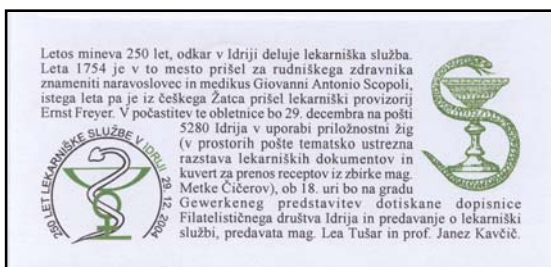 Letos mineva 250 let, odkar v Idriji deluje lekarniška služba.
Leta 1754 je v to mesto prišel za rudniškega zdravnika
znameniti naravoslovec in medikus Giovanni Antonio Scopoli,
istega leta pa je iz češkega Žatca prišel lekarniški provizorij
Ernst Freyer. V počastitev te obletnice bo 29. decembra na pošti
5280 Idrija v uporabi priložnostni žig
(v prostorih pošte tematsko ustrezna
razstava lekarniških dokumentov in
kuvert za prenos receptov iz zbirke mag.
Metke Čičerov), ob 18. uri bo na gradu
Gewerkeneg predstavitev dotiskane dopisnice
Filatelističnega društva Idrija in predavanje o lekarniški
službi, predavata mag. Lea Tušar in prof. Janez Kavčič.
250 LET LEKARNIŠKE SLUŽBE V IDRIJI 29. 12. 2004